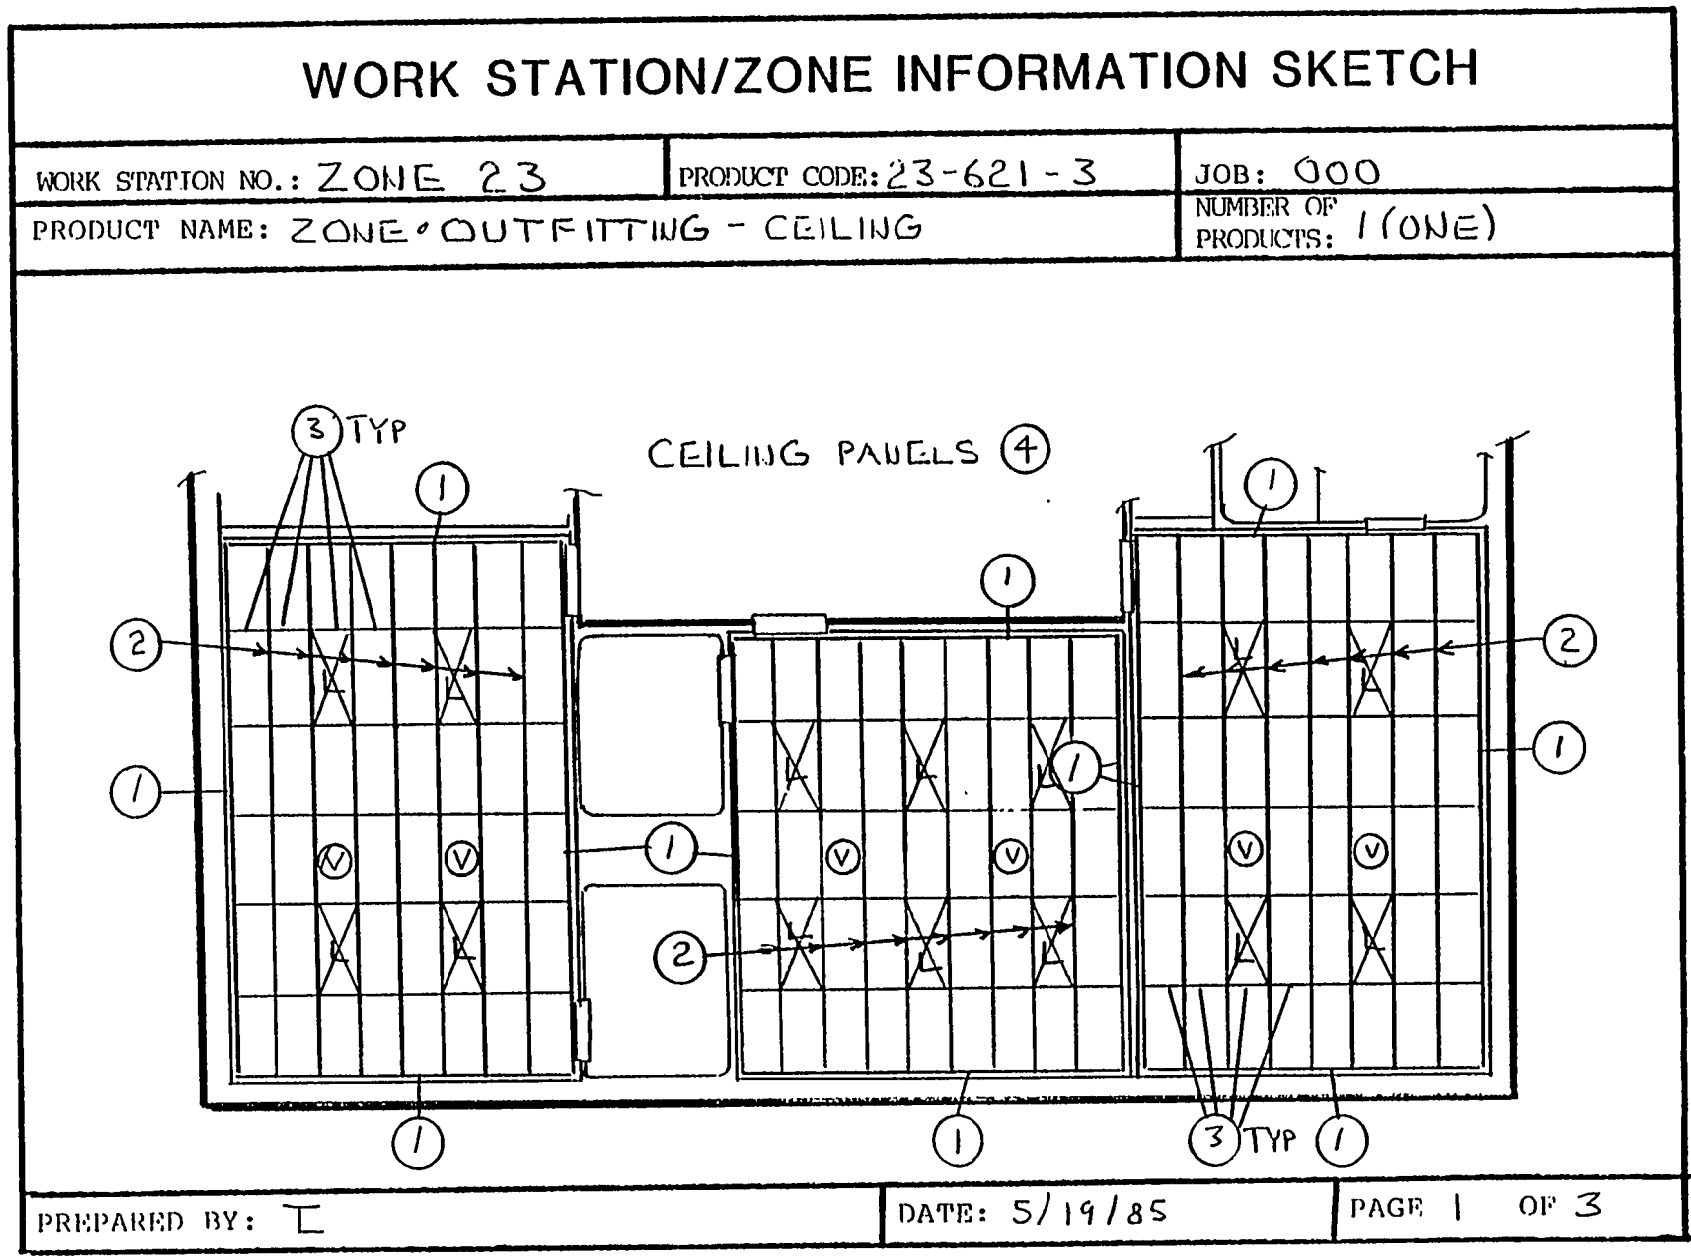 WORK STATION/ZONE INFORMATION SKETCH
WORK STATION NO.: ZONE 23
PRODUCT CODE: 23-621-3
JOB: 000
PRODUCT NAME: ZONE OUTFITTING - CEILING
NUMBER OF PRODUCTS: 1 (ONE)
3 TYP
CEILING PANELS 4
1
1
1
2
L
L
L
L
2
1
L
L
L
1
1
1
V
V
V
V
V
V
1
L
L
L
L
L
L
L
2
1
1
3 TYP
1
PREPARED BY: I
DATE: 5/19/85
PAGE 1 OF 3